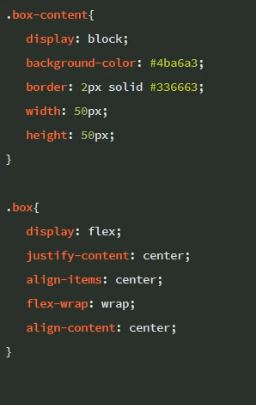 .box-content{
display: block;
background-color: #4ba6a3;
border: 2px solid #336663;
width: 50px;
height: 50px;
}
.box{
display: flex;
justify-content: center;
align-items: center;
flex-wrap: wrap;
align-content: center;
}